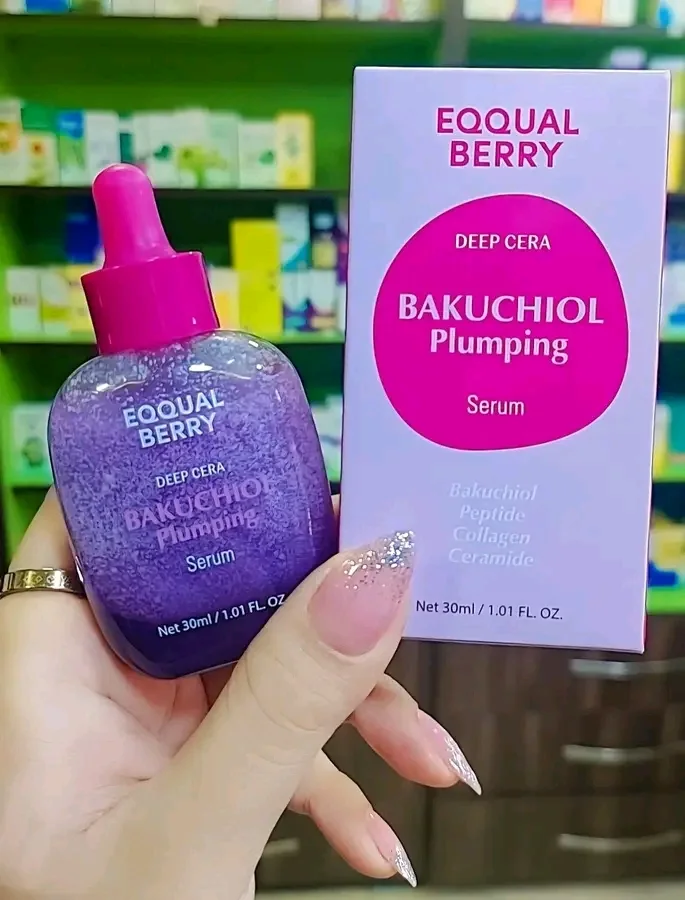 EQQUAL
BERRY
DEEP CERA
BAKUCHIOL
Plumping
Serum
Net 30ml / 1.01 FL. OZ.
EQQUAL
BERRY
DEEP CERA
BAKUCHIOL
Plumping
Serum
Bakuchiol
Peptide
Collagen
Ceramide
Net 30ml / 1.01 FL. OZ.